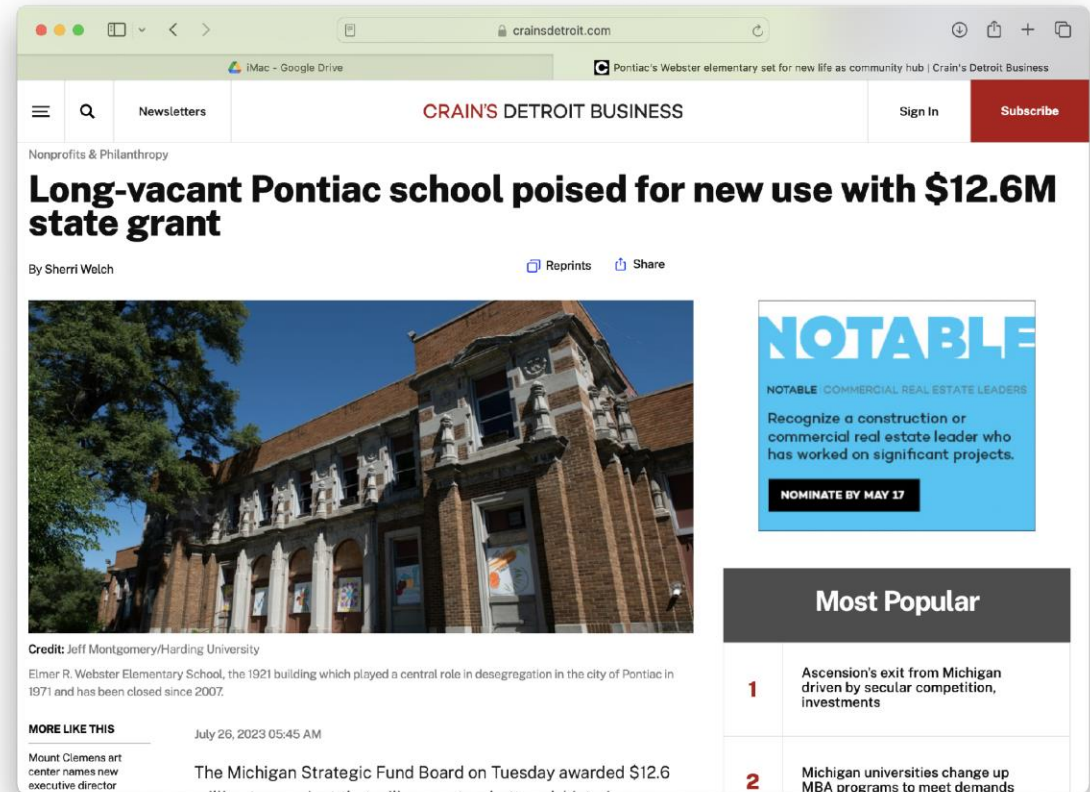 crainsdetroit.com
iMac - Google Drive
Pontiac's Webster elementary set for new life as community hub | Crain's Detroit Business
Newsletters
CRAIN'S DETROIT BUSINESS
Sign In
Subscribe
Nonprofits & Philanthropy
Long-vacant Pontiac school poised for new use with $12.6M
state grant
By Sherri Welch
Reprints
Share
Credit: Jeff Montgomery/Harding University
Elmer R. Webster Elementary School, the 1921 building which played a central role in desegregation in the city of Pontiac in
1971 and has been closed since 2007.
MORE LIKE THIS
Mount Clemens art
center names new
executive director
July 26, 2023 05:45 AM
The Michigan Strategic Fund Board on Tuesday awarded $12.6
NOTABLE
NOTABLE COMMERCIAL REAL ESTATE LEADERS
Recognize a construction or
commercial real estate leader who
has worked on significant projects.
NOMINATE BY MAY 17
Most Popular
1
Ascension's exit from Michigan
driven by secular competition,
investments
2
Michigan universities change up
MBA programs to meet demands